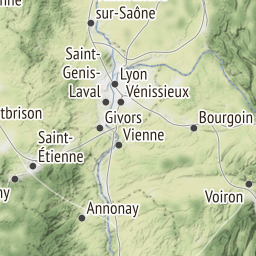 sur-Saône
Saint-
Genis-
Laval
Lyon
Vénissieux
Givors
Bourgoin
Vienne
Saint-
Étienne
Annonay
Voiron